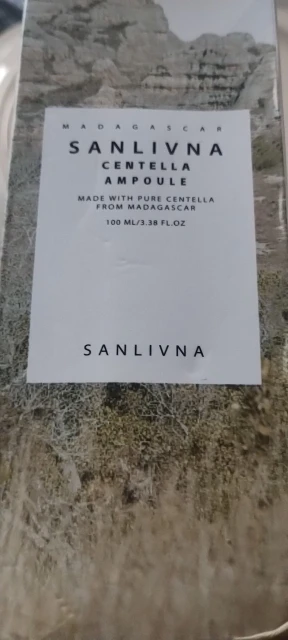 MADAGASCAR
SANLIVNA
CENTELLA
AMPOULE
MADE WITH PURE CENTELLA
FROM MADAGASCAR
100 ML/3.38 FL.OZ
SANLIVNA